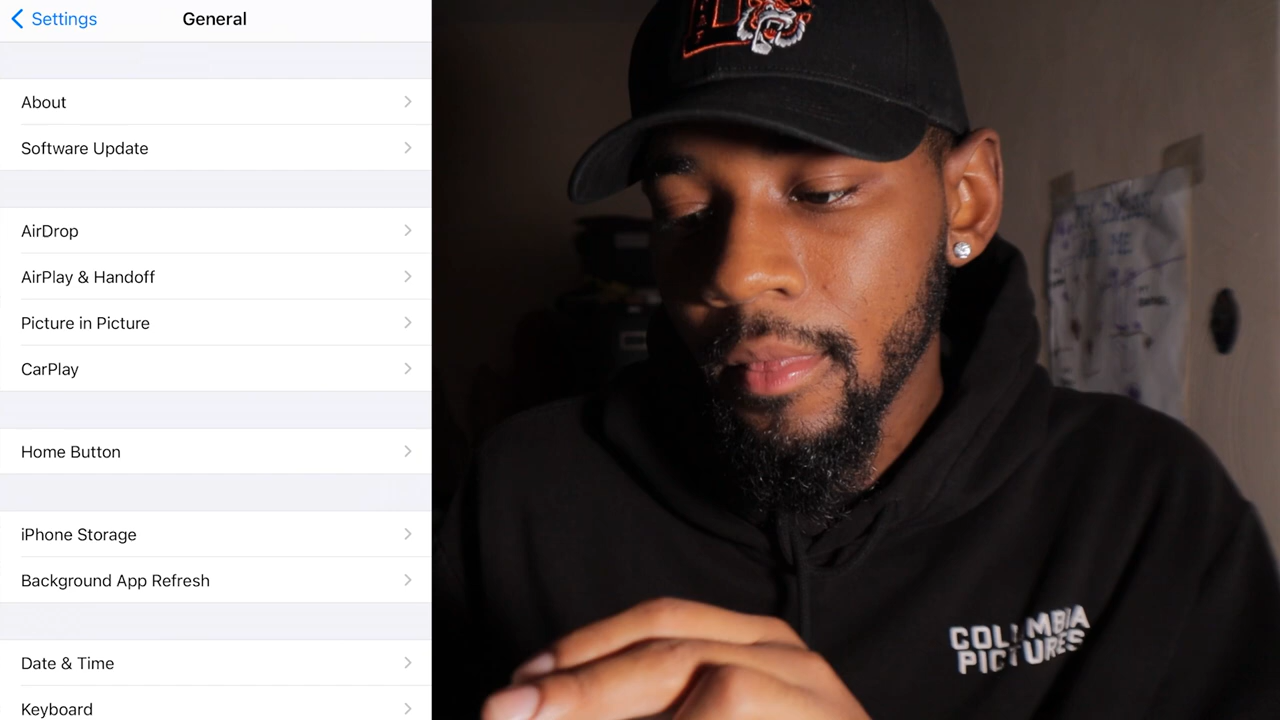 Settings
General
About
Software Update
AirDrop
AirPlay & Handoff
Picture in Picture
CarPlay
Home Button
iPhone Storage
Background App Refresh
Date & Time
Keyboard
COLUMBIA
PICTURES